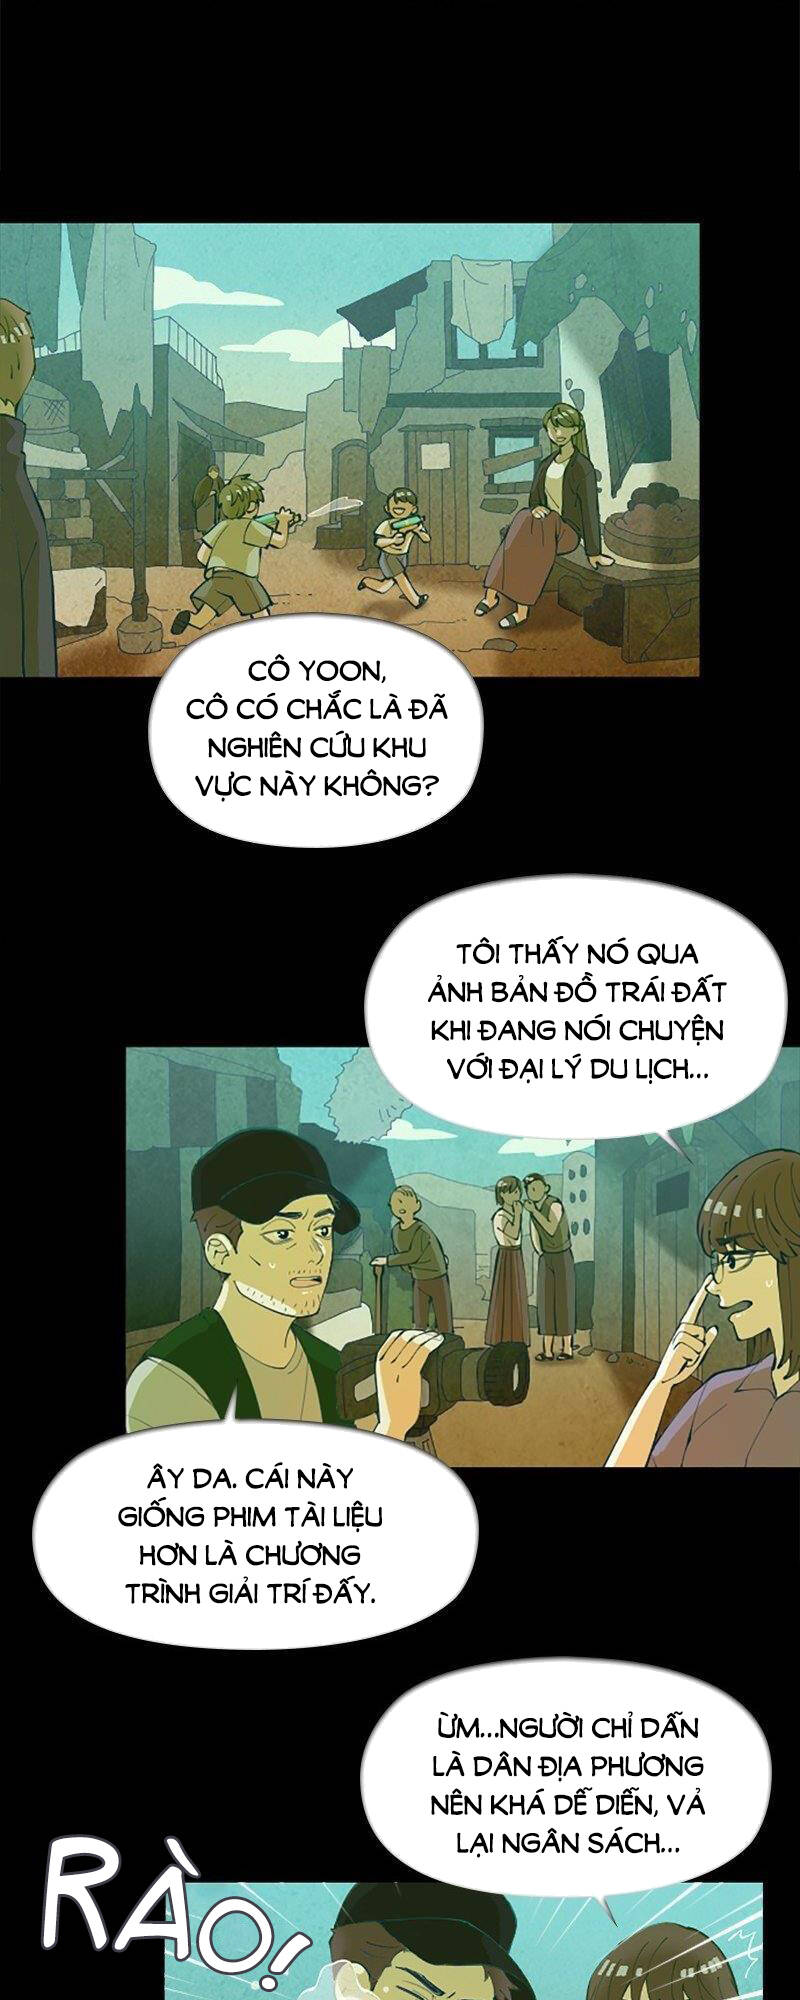 CÔ YOON,
CÔ CÓ CHẮC LÀ ĐÃ
NGHIÊN CỨU KHU
VỰC NÀY KHÔNG?
TÔI THẤY NÓ QUA
ẢNH BẢN ĐỒ TRÁI ĐẤT
KHI ĐANG NÓI CHUYỆN
VỚI ĐẠI LÝ DU LỊCH...
ÂY DA. CÁI NÀY
GIỐNG PHIM TÀI LIỆU
HƠN LÀ CHƯƠNG
TRÌNH GIẢI TRÍ ĐẤY.
ỪM...NGƯỜI CHỈ DẪN
LÀ DÂN ĐỊA PHƯƠNG
NÊN KHÁ DỄ DIỄN, VẢ
LẠI NGÂN SÁCH...
RÀO!